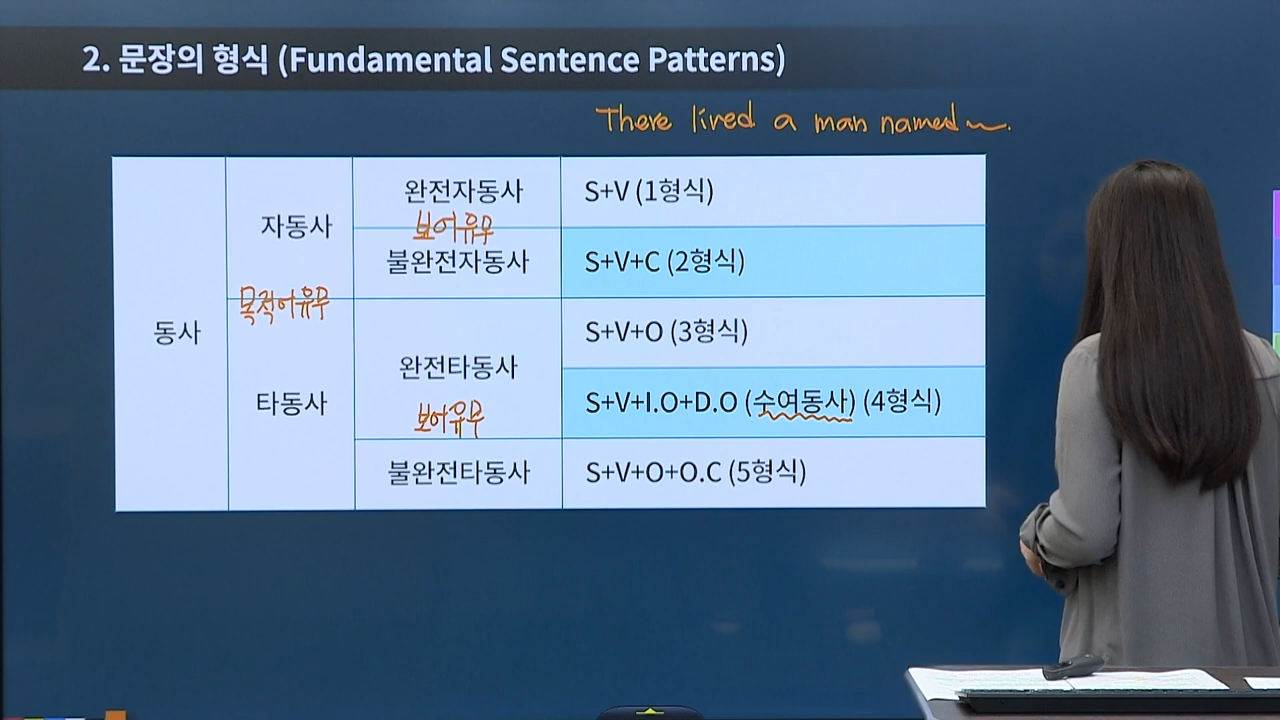 2. 문장의 형식 (Fundamental Sentence Patterns)
There lived a man named
동사
자동사
목적어유무
타동사
완전자동사
보어유무
불완전자동사
완전타동사
보어유무
불완전타동사
S+V (1형식)
S+V+C (2형식)
S+V+O (3형식)
S+V+I.O+D.O (수여동사) (4형식)
S+V+O+O.C (5형식)